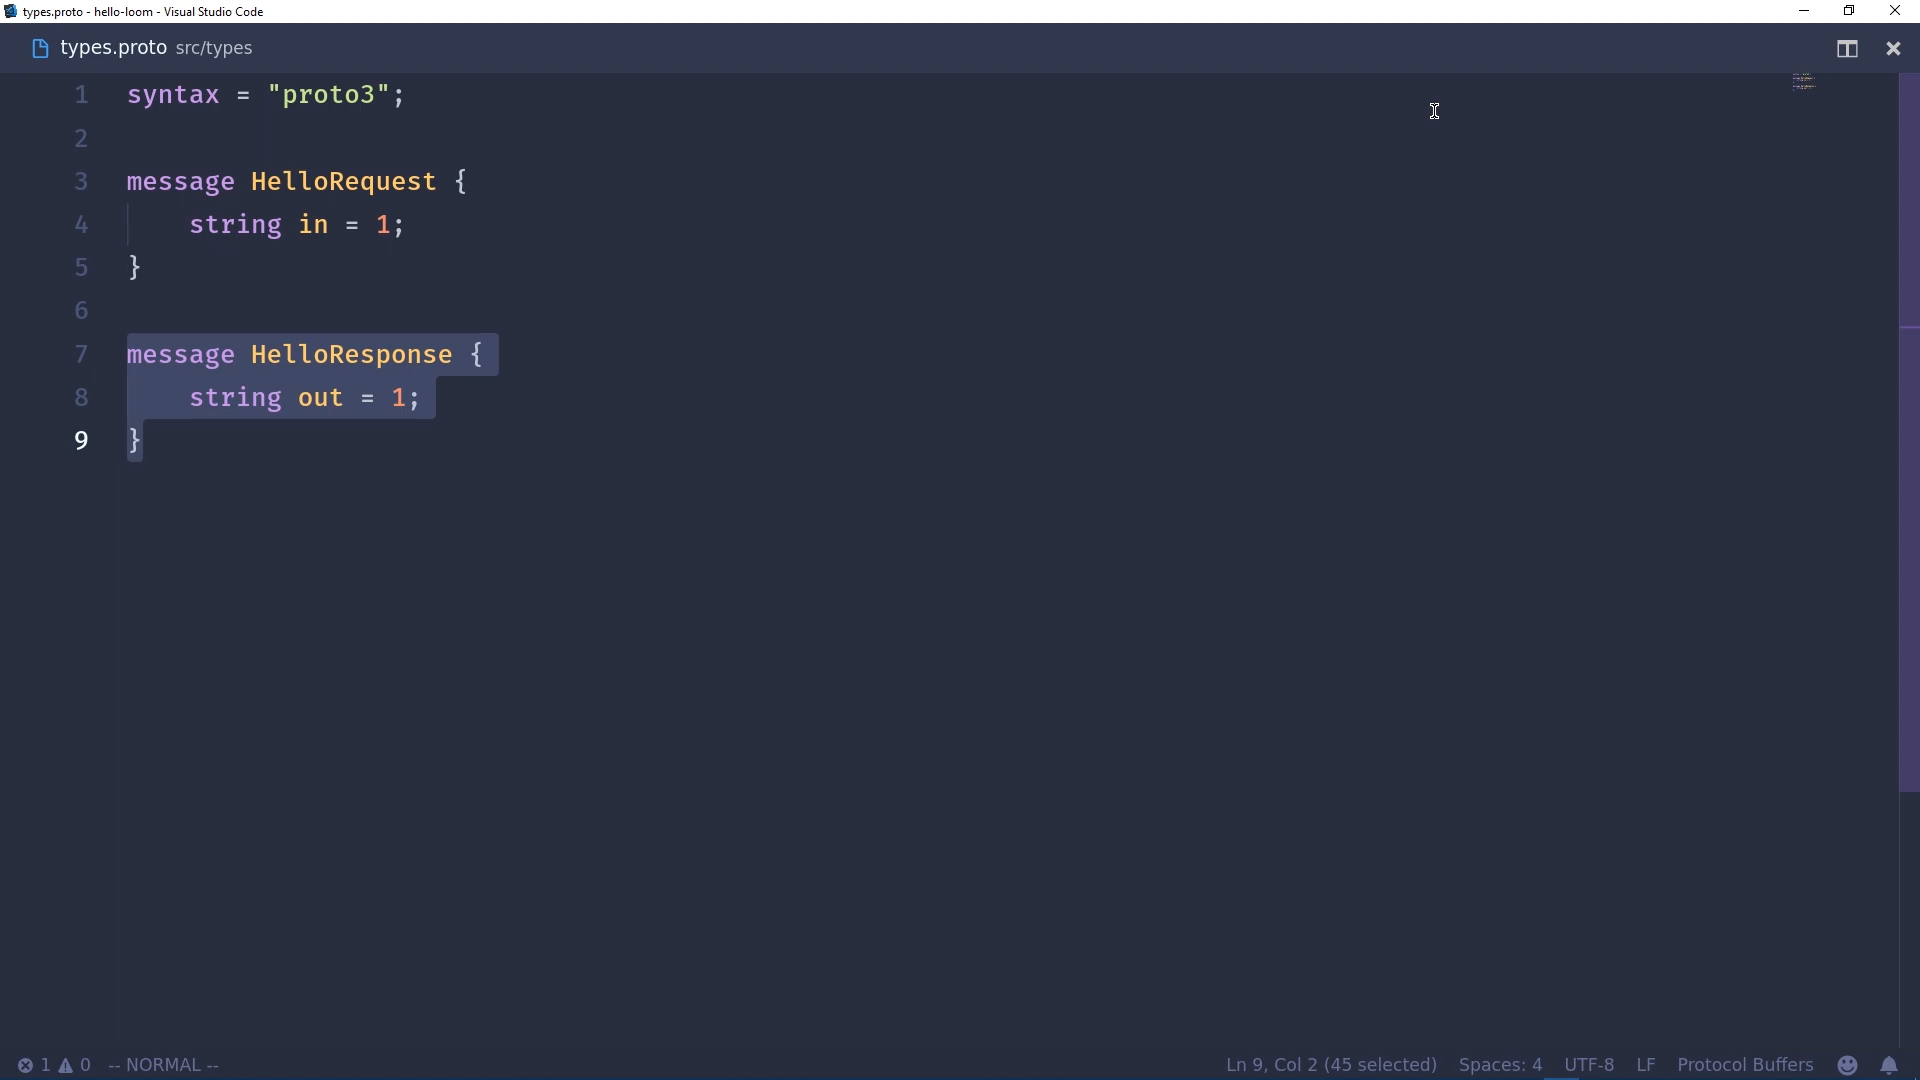 types.proto - hello-loom - Visual Studio Code
types.proto src/types
1 syntax = "proto3";
2
3 message HelloRequest {
4     string in = 1;
5 }
6
7 message HelloResponse {
8     string out = 1;
9 }
1 0 -- NORMAL -- Ln 9, Col 2 (45 selected) Spaces: 4 UTF-8 LF Protocol Buffers